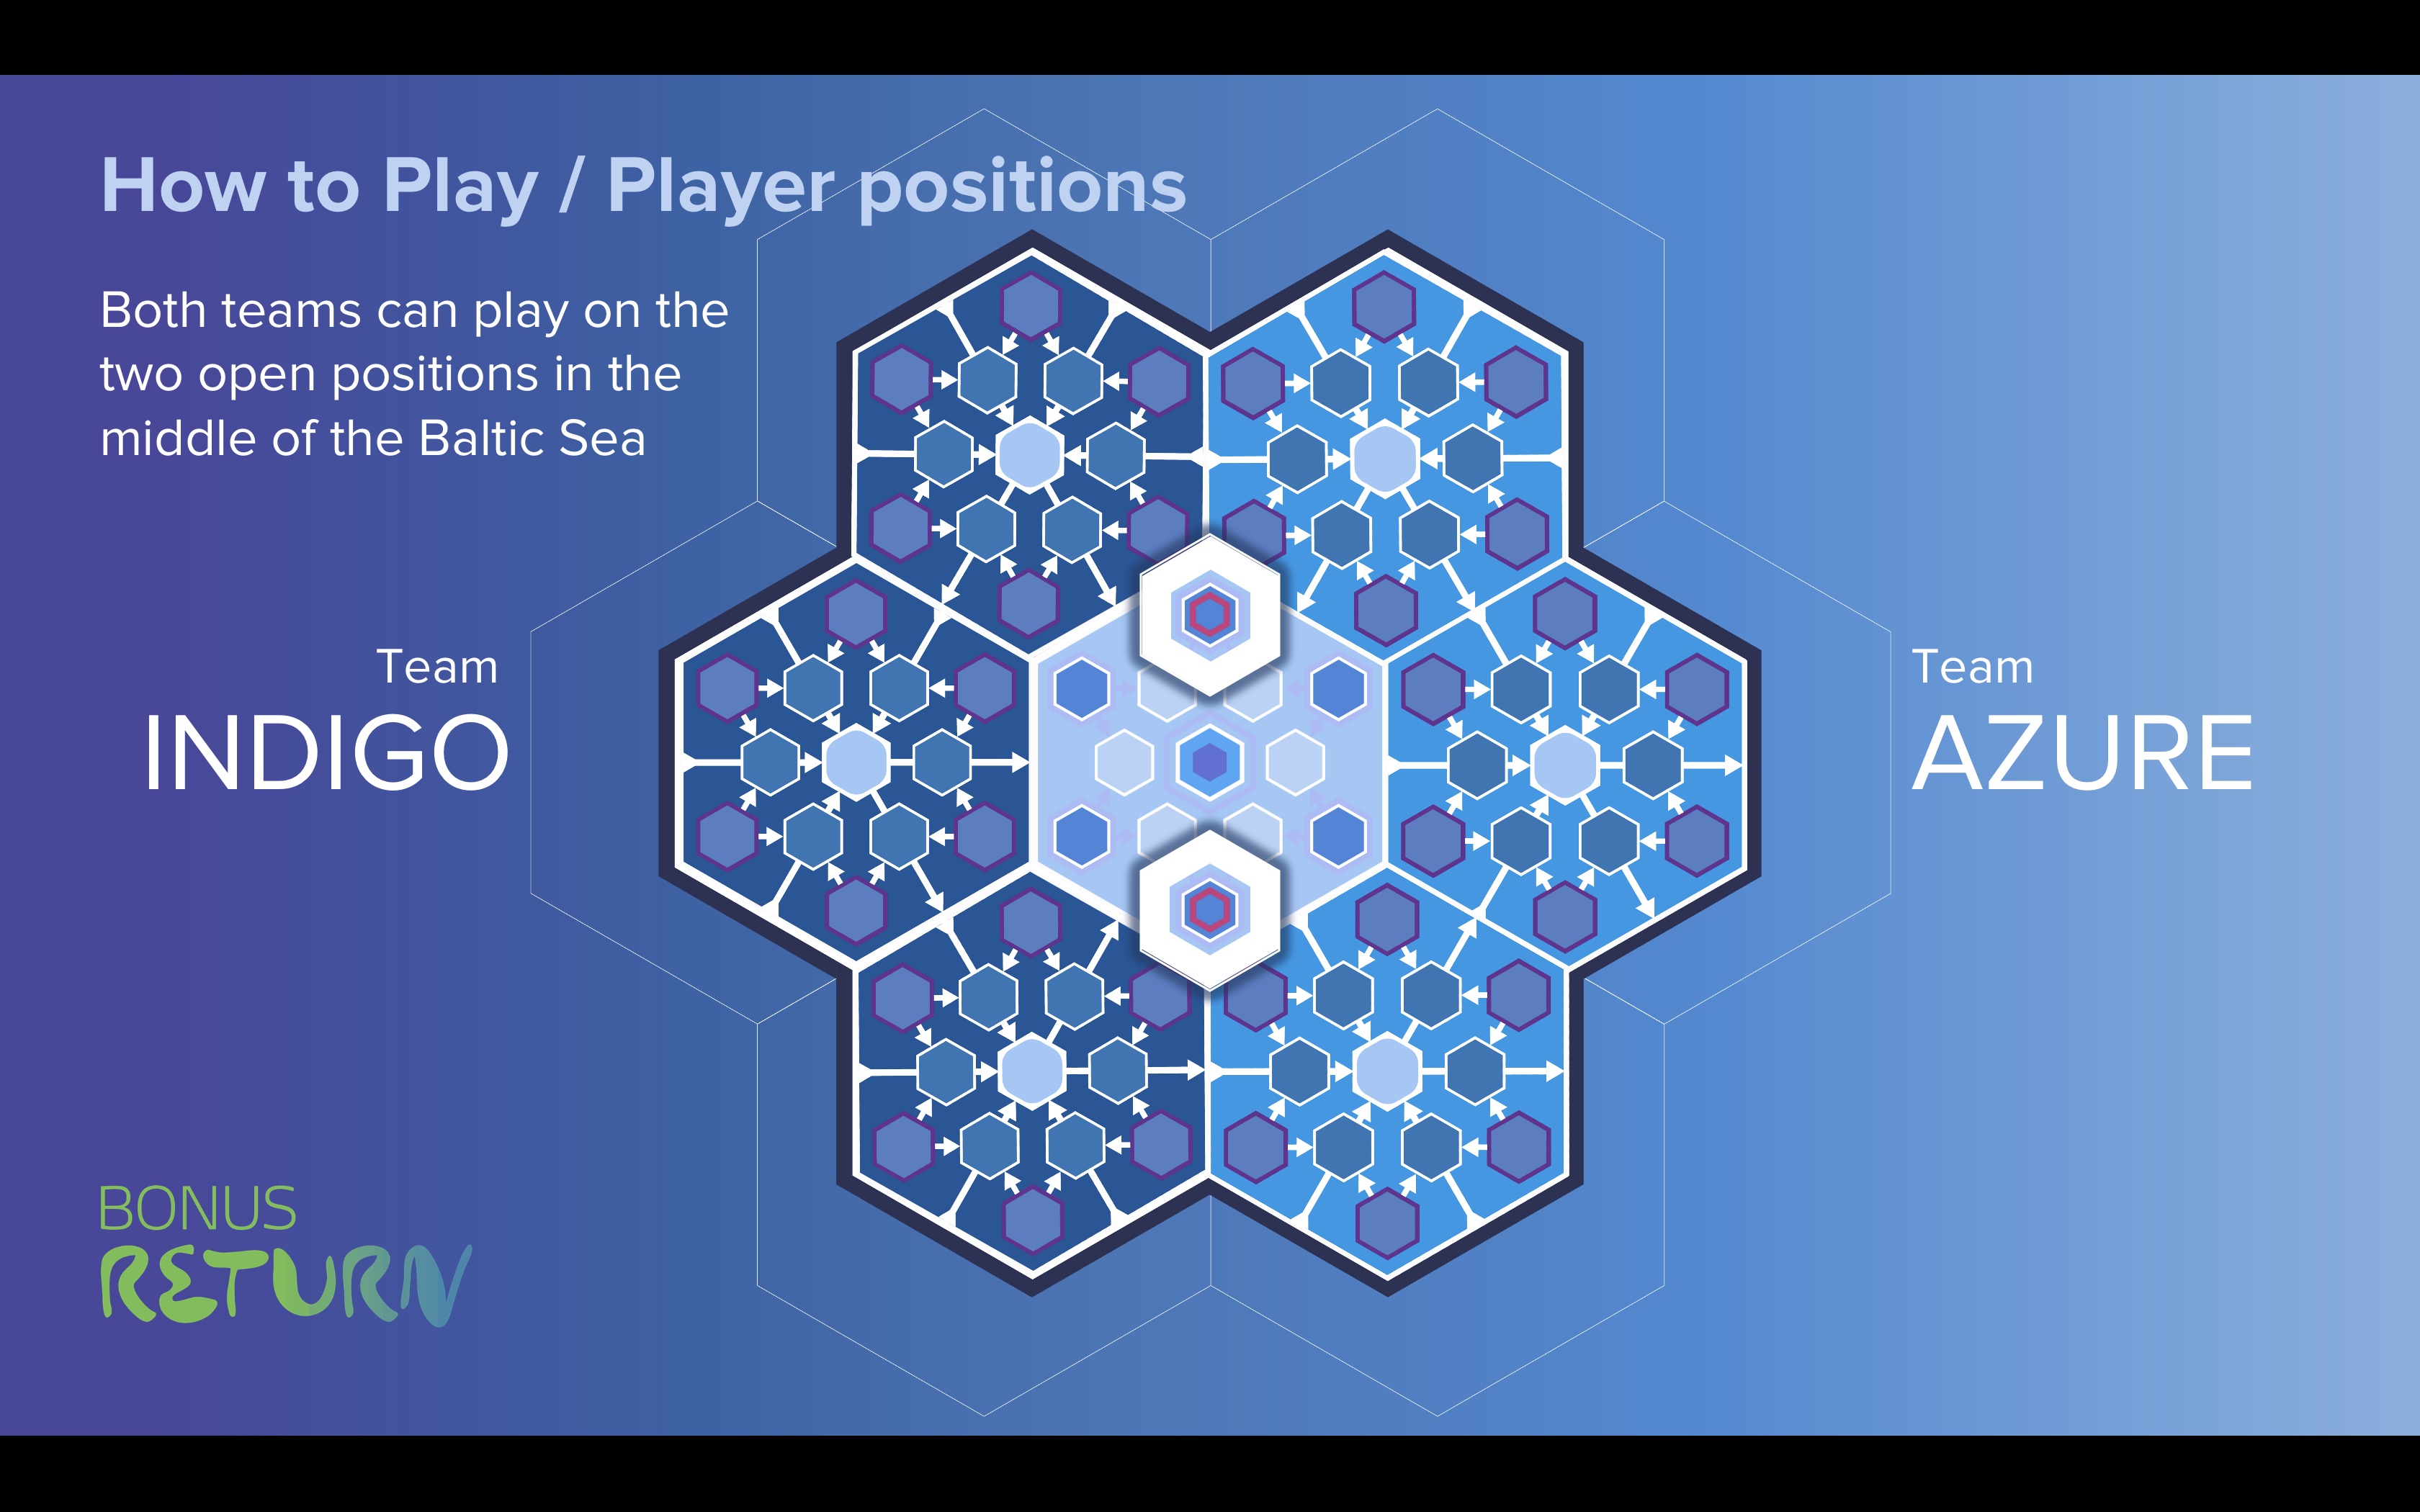 How to Play / Player positions
Both teams can play on the
two open positions in the
middle of the Baltic Sea
Team
INDIGO
Team
AZURE
BONUS
RETURN